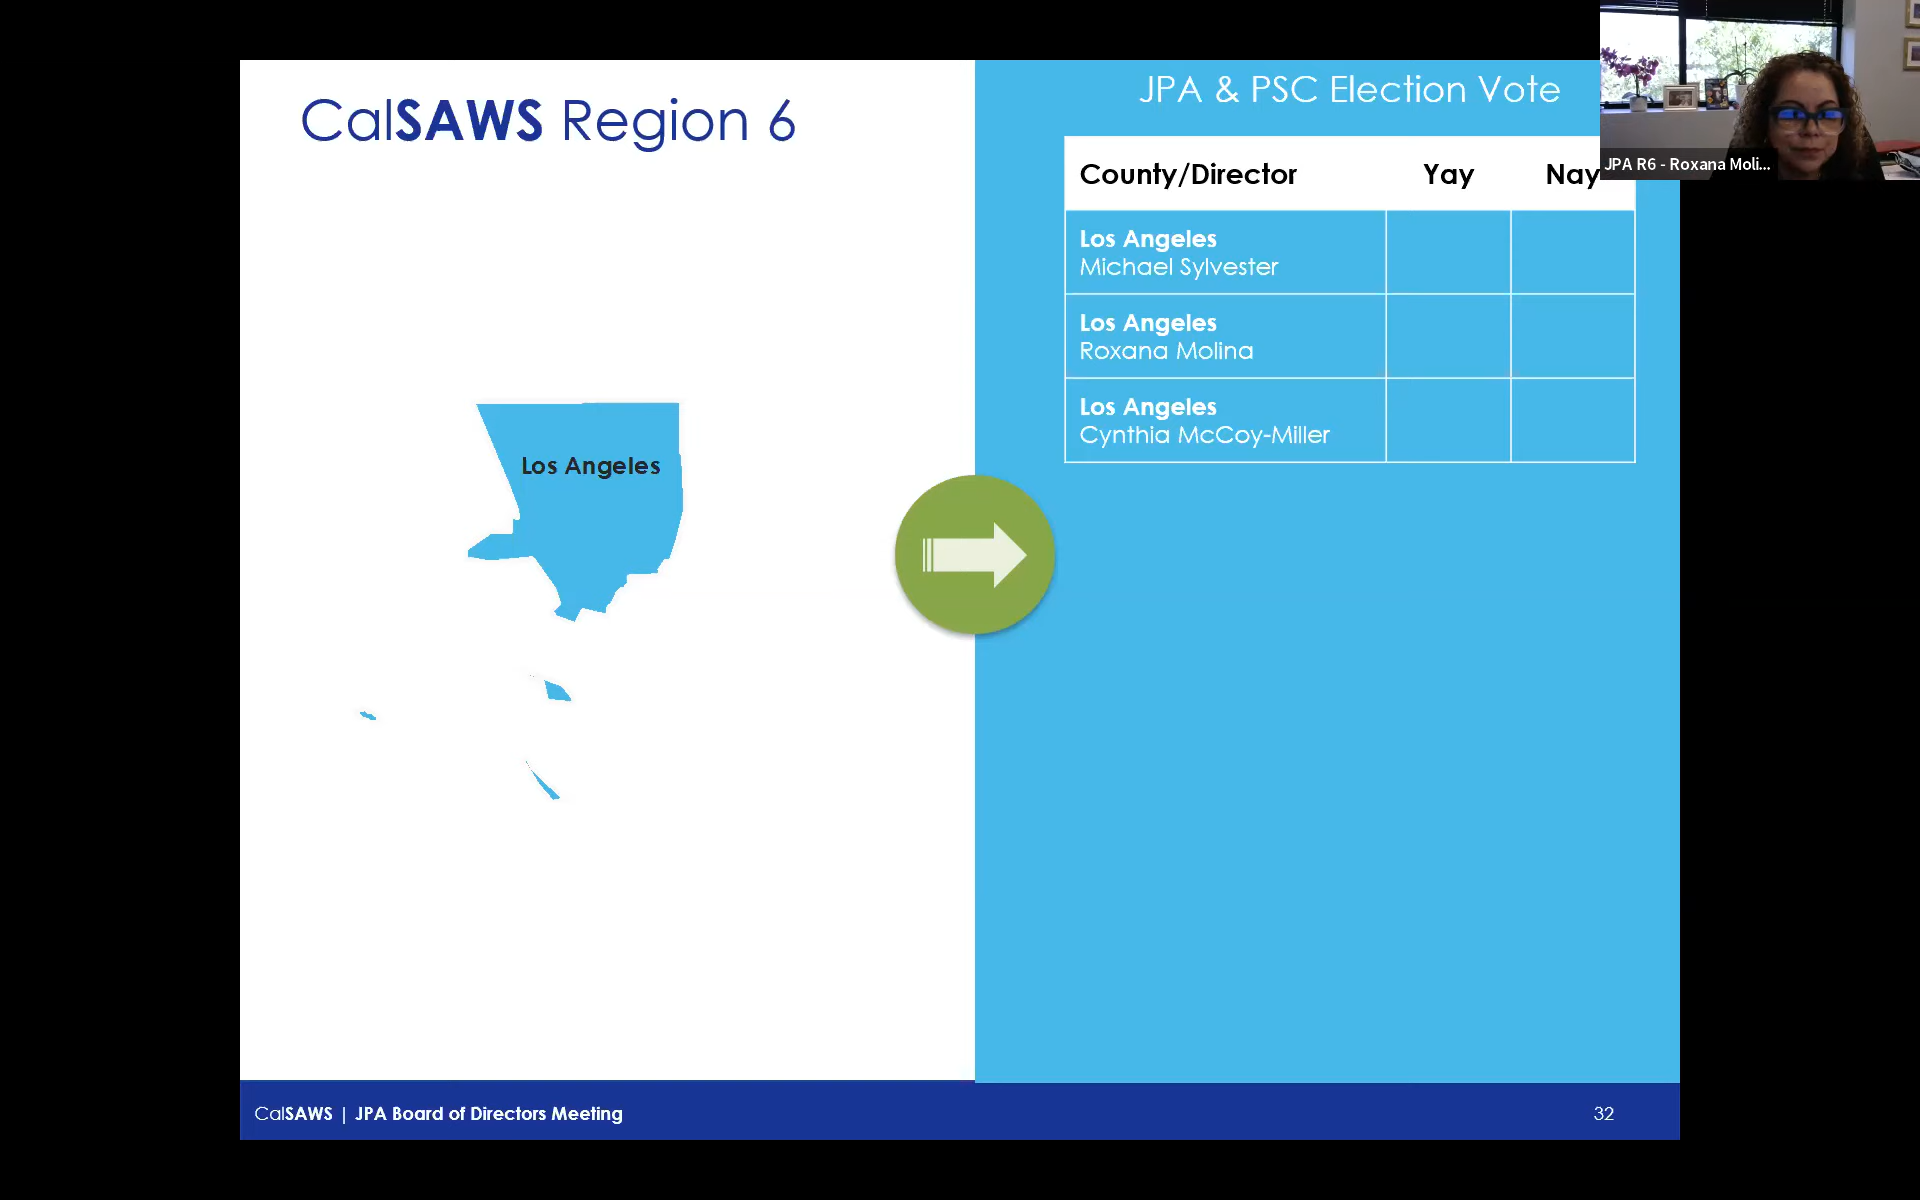 CalSAWS Region 6
Los Angeles
JPA & PSC Election Vote
County/Director Yay Nay
Los Angeles
Michael Sylvester
Los Angeles
Roxana Molina
Los Angeles
Cynthia McCoy-Miller
JPA R6 - Roxana Moli...
CalSAWS | JPA Board of Directors Meeting
32